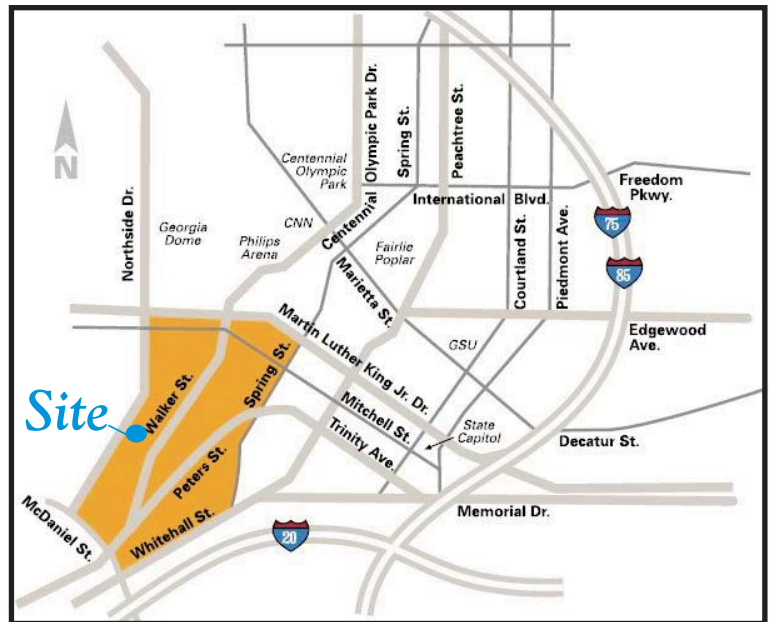 N
Northside Dr.
Georgia
Dome
Centennial
Olympic
Park
CNN
Philips
Arena
Centennial Olympic Park Dr.
Spring St.
Peachtree St.
International Blvd.
Freedom
Pkwy.
75
85
Courtland St.
Piedmont Ave.
Fairlie
Poplar
Marietta St.
Edgewood
Ave.
GSU
Martin Luther King Jr. Dr.
Spring St.
Walker St.
Site
Mitchell St.
Trinity Ave.
State
Capitol
Decatur St.
Peters St.
Memorial Dr.
McDaniel St.
Whitehall St.
20